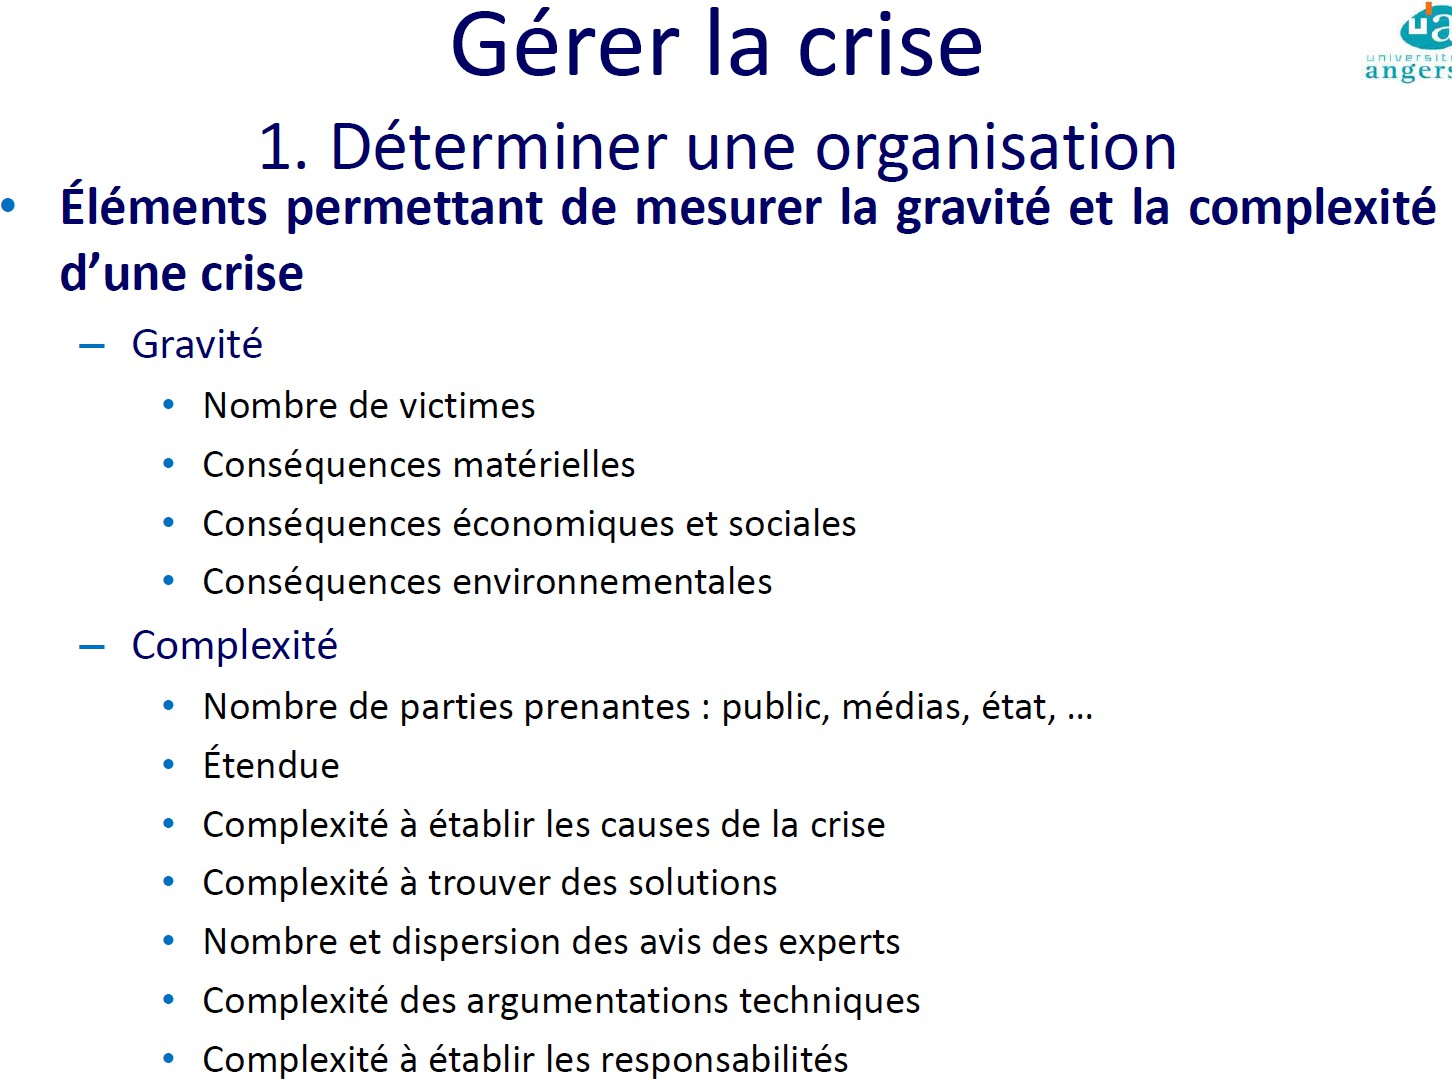 Gérer la crise
ua
université
angers
1. Déterminer une organisation
• Éléments permettant de mesurer la gravité et la complexité
d’une crise
– Gravité
• Nombre de victimes
• Conséquences matérielles
• Conséquences économiques et sociales
• Conséquences environnementales
– Complexité
• Nombre de parties prenantes : public, médias, état, ...
• Étendue
• Complexité à établir les causes de la crise
• Complexité à trouver des solutions
• Nombre et dispersion des avis des experts
• Complexité des argumentations techniques
• Complexité à établir les responsabilités